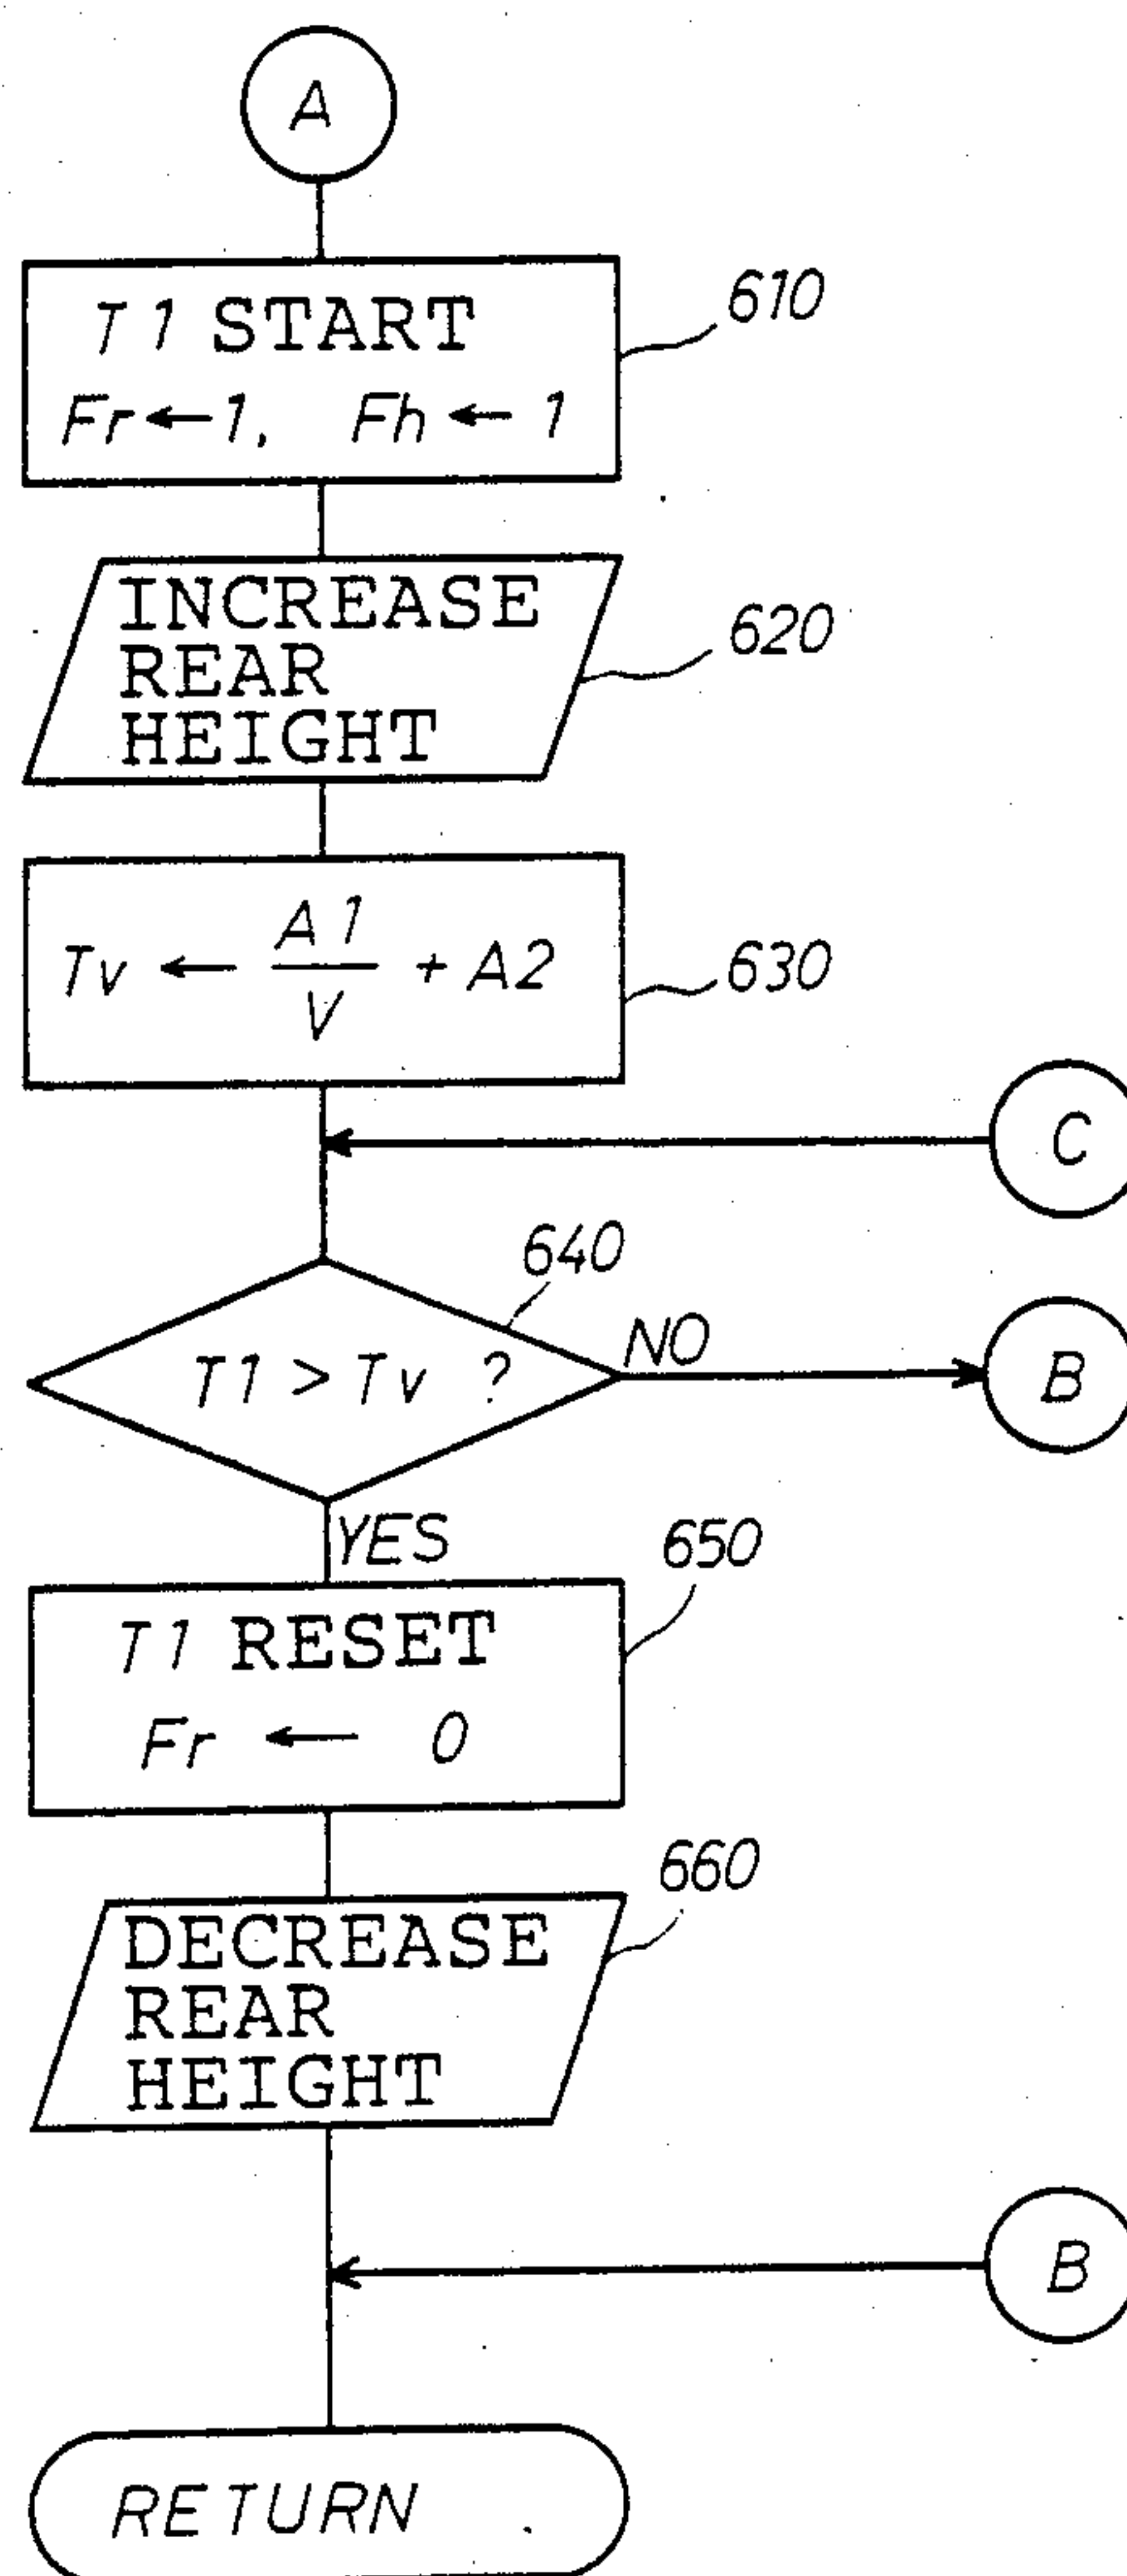 A
T1 START
610
Fr ← 1, Fh ← 1
INCREASE
620
REAR
HEIGHT
Tv ← A1/V + A2
630
C
640
T1 > Tv ?
NO
B
YES
650
T1 RESET
Fr ← 0
660
DECREASE
REAR
HEIGHT
B
RETURN